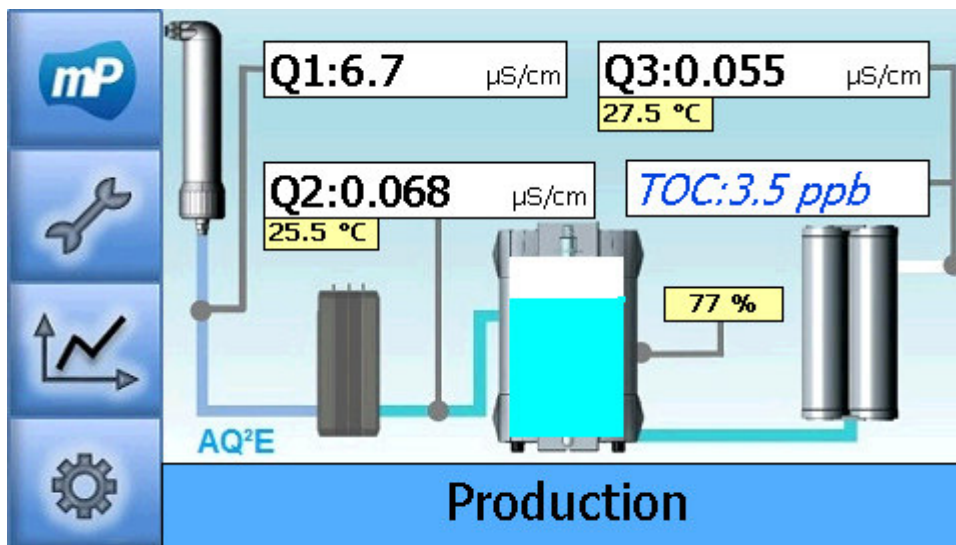 mP
Q1:6.7 µS/cm
Q3:0.055 µS/cm
27.5 °C
Q2:0.068 µS/cm
25.5 °C
TOC:3.5 ppb
77 %
AQ²E
Production